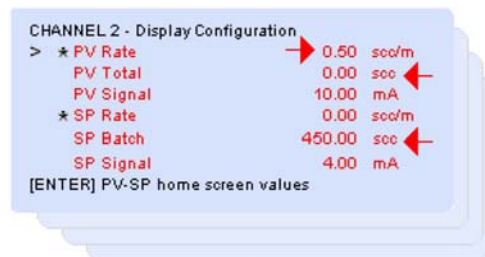 CHANNEL 2 - Display Configuration
> * PV Rate 0.50 scc/m
PV Total 0.00 scc
PV Signal 10.00 mA
* SP Rate 0.00 scc/m
SP Batch 450.00 scc
SP Signal 4.00 mA
[ENTER] PV-SP home screen values